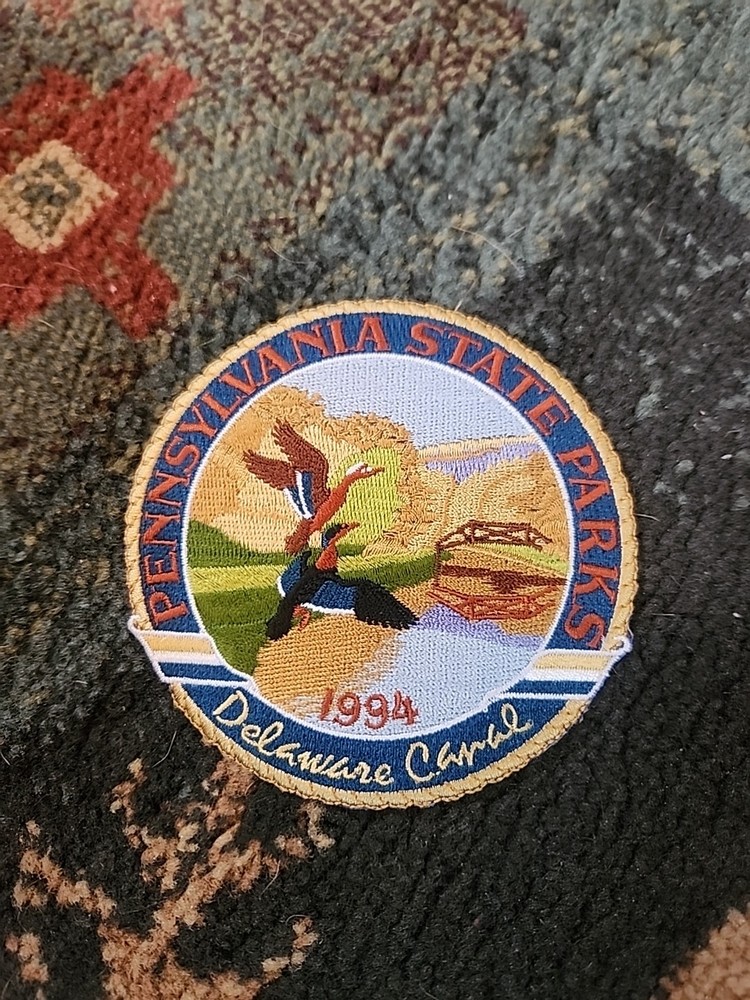 PENNSYLVANIA STATE PARKS
1994
Delaware Canal